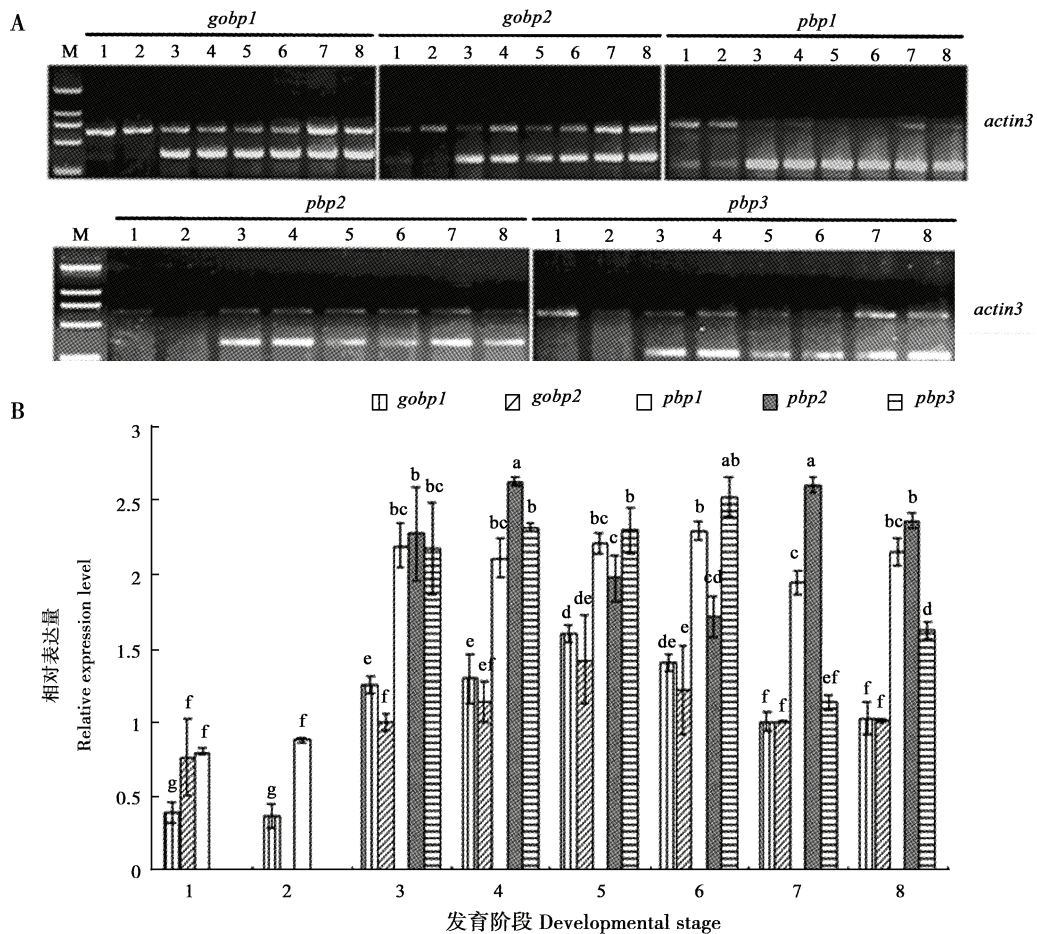 A
gobp1 gobp2 pbp1
M 1 2 3 4 5 6 7 8 1 2 3 4 5 6 7 8 1 2 3 4 5 6 7 8
actin3
pbp2 pbp3
M 1 2 3 4 5 6 7 8 1 2 3 4 5 6 7 8
actin3
B
gobp1 gobp2 pbp1 pbp2 pbp3
相对表达量
Relative expression level
3
2.5
2
1.5
1
0.5
0
g f f
g f
e f bc b bc
e ef bc a b
d de bc c b
de e b cd ab
f f c a ef
f f bc b d
1 2 3 4 5 6 7 8
发育阶段 Developmental stage